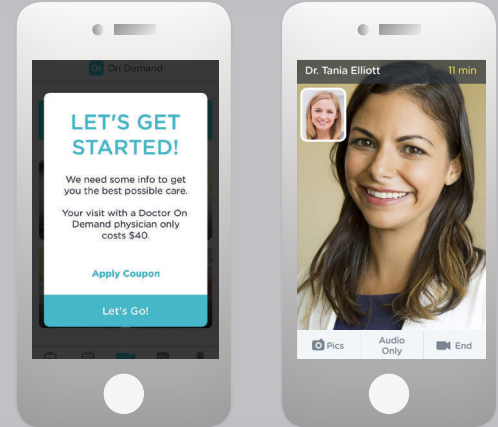 Dr. On Demand
LET'S GET
STARTED!
We need some info to get
you the best possible care.
Your visit with a Doctor On
Demand physician only
costs $40.
Apply Coupon
Let's Go!
Dr. Tania Elliott
11 min
Pics
Audio
Only
End